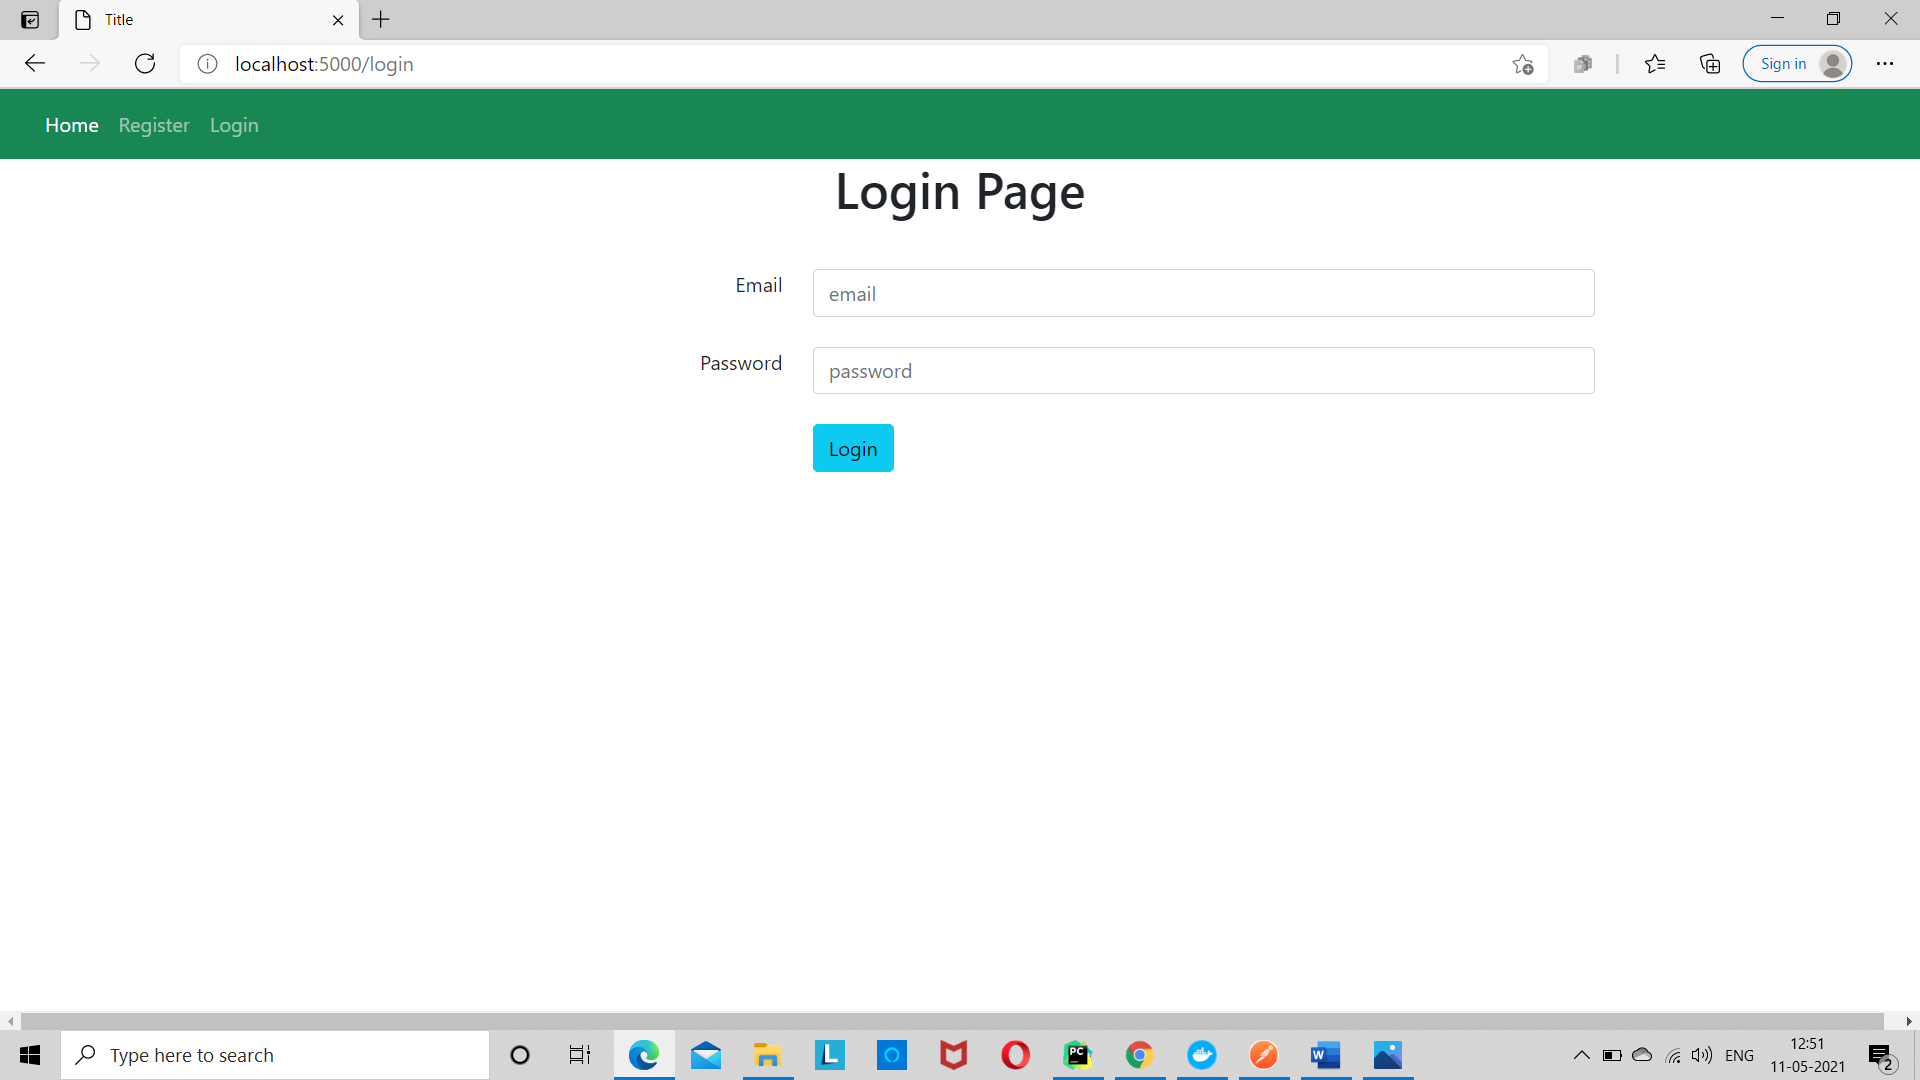 Title
localhost:5000/login
Sign in
Home Register Login
Login Page
Email email
Password password
Login
Type here to search
L
PC
W
ENG
12:51
11-05-2021
2